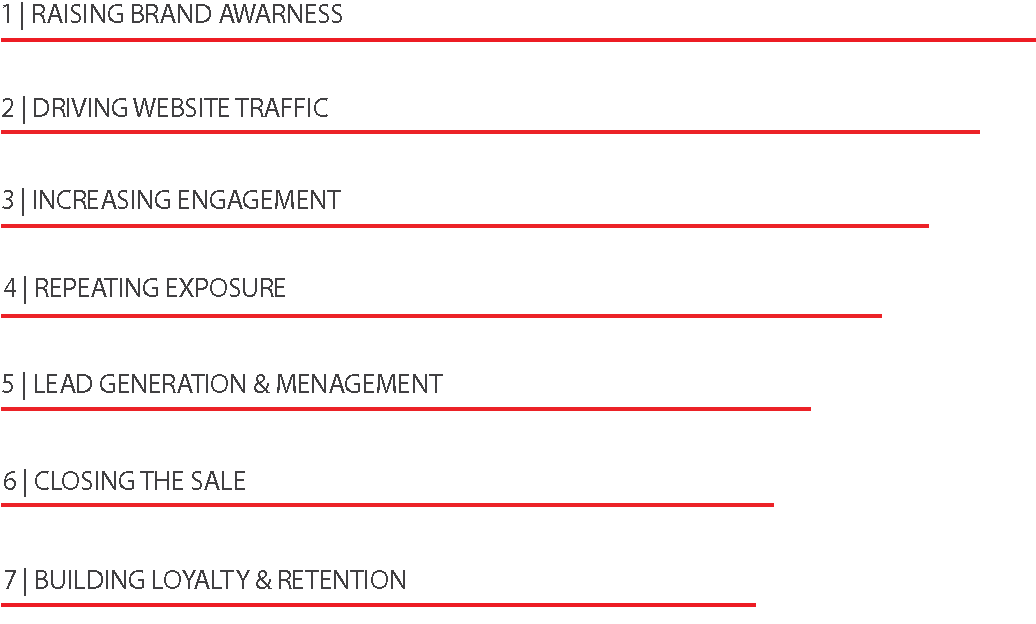 1 | RAISING BRAND AWARNESS
2 | DRIVING WEBSITE TRAFFIC
3 | INCREASING ENGAGEMENT
4 | REPEATING EXPOSURE
5 | LEAD GENERATION & MENAGEMENT
6 | CLOSING THE SALE
7 | BUILDING LOYALTY & RETENTION